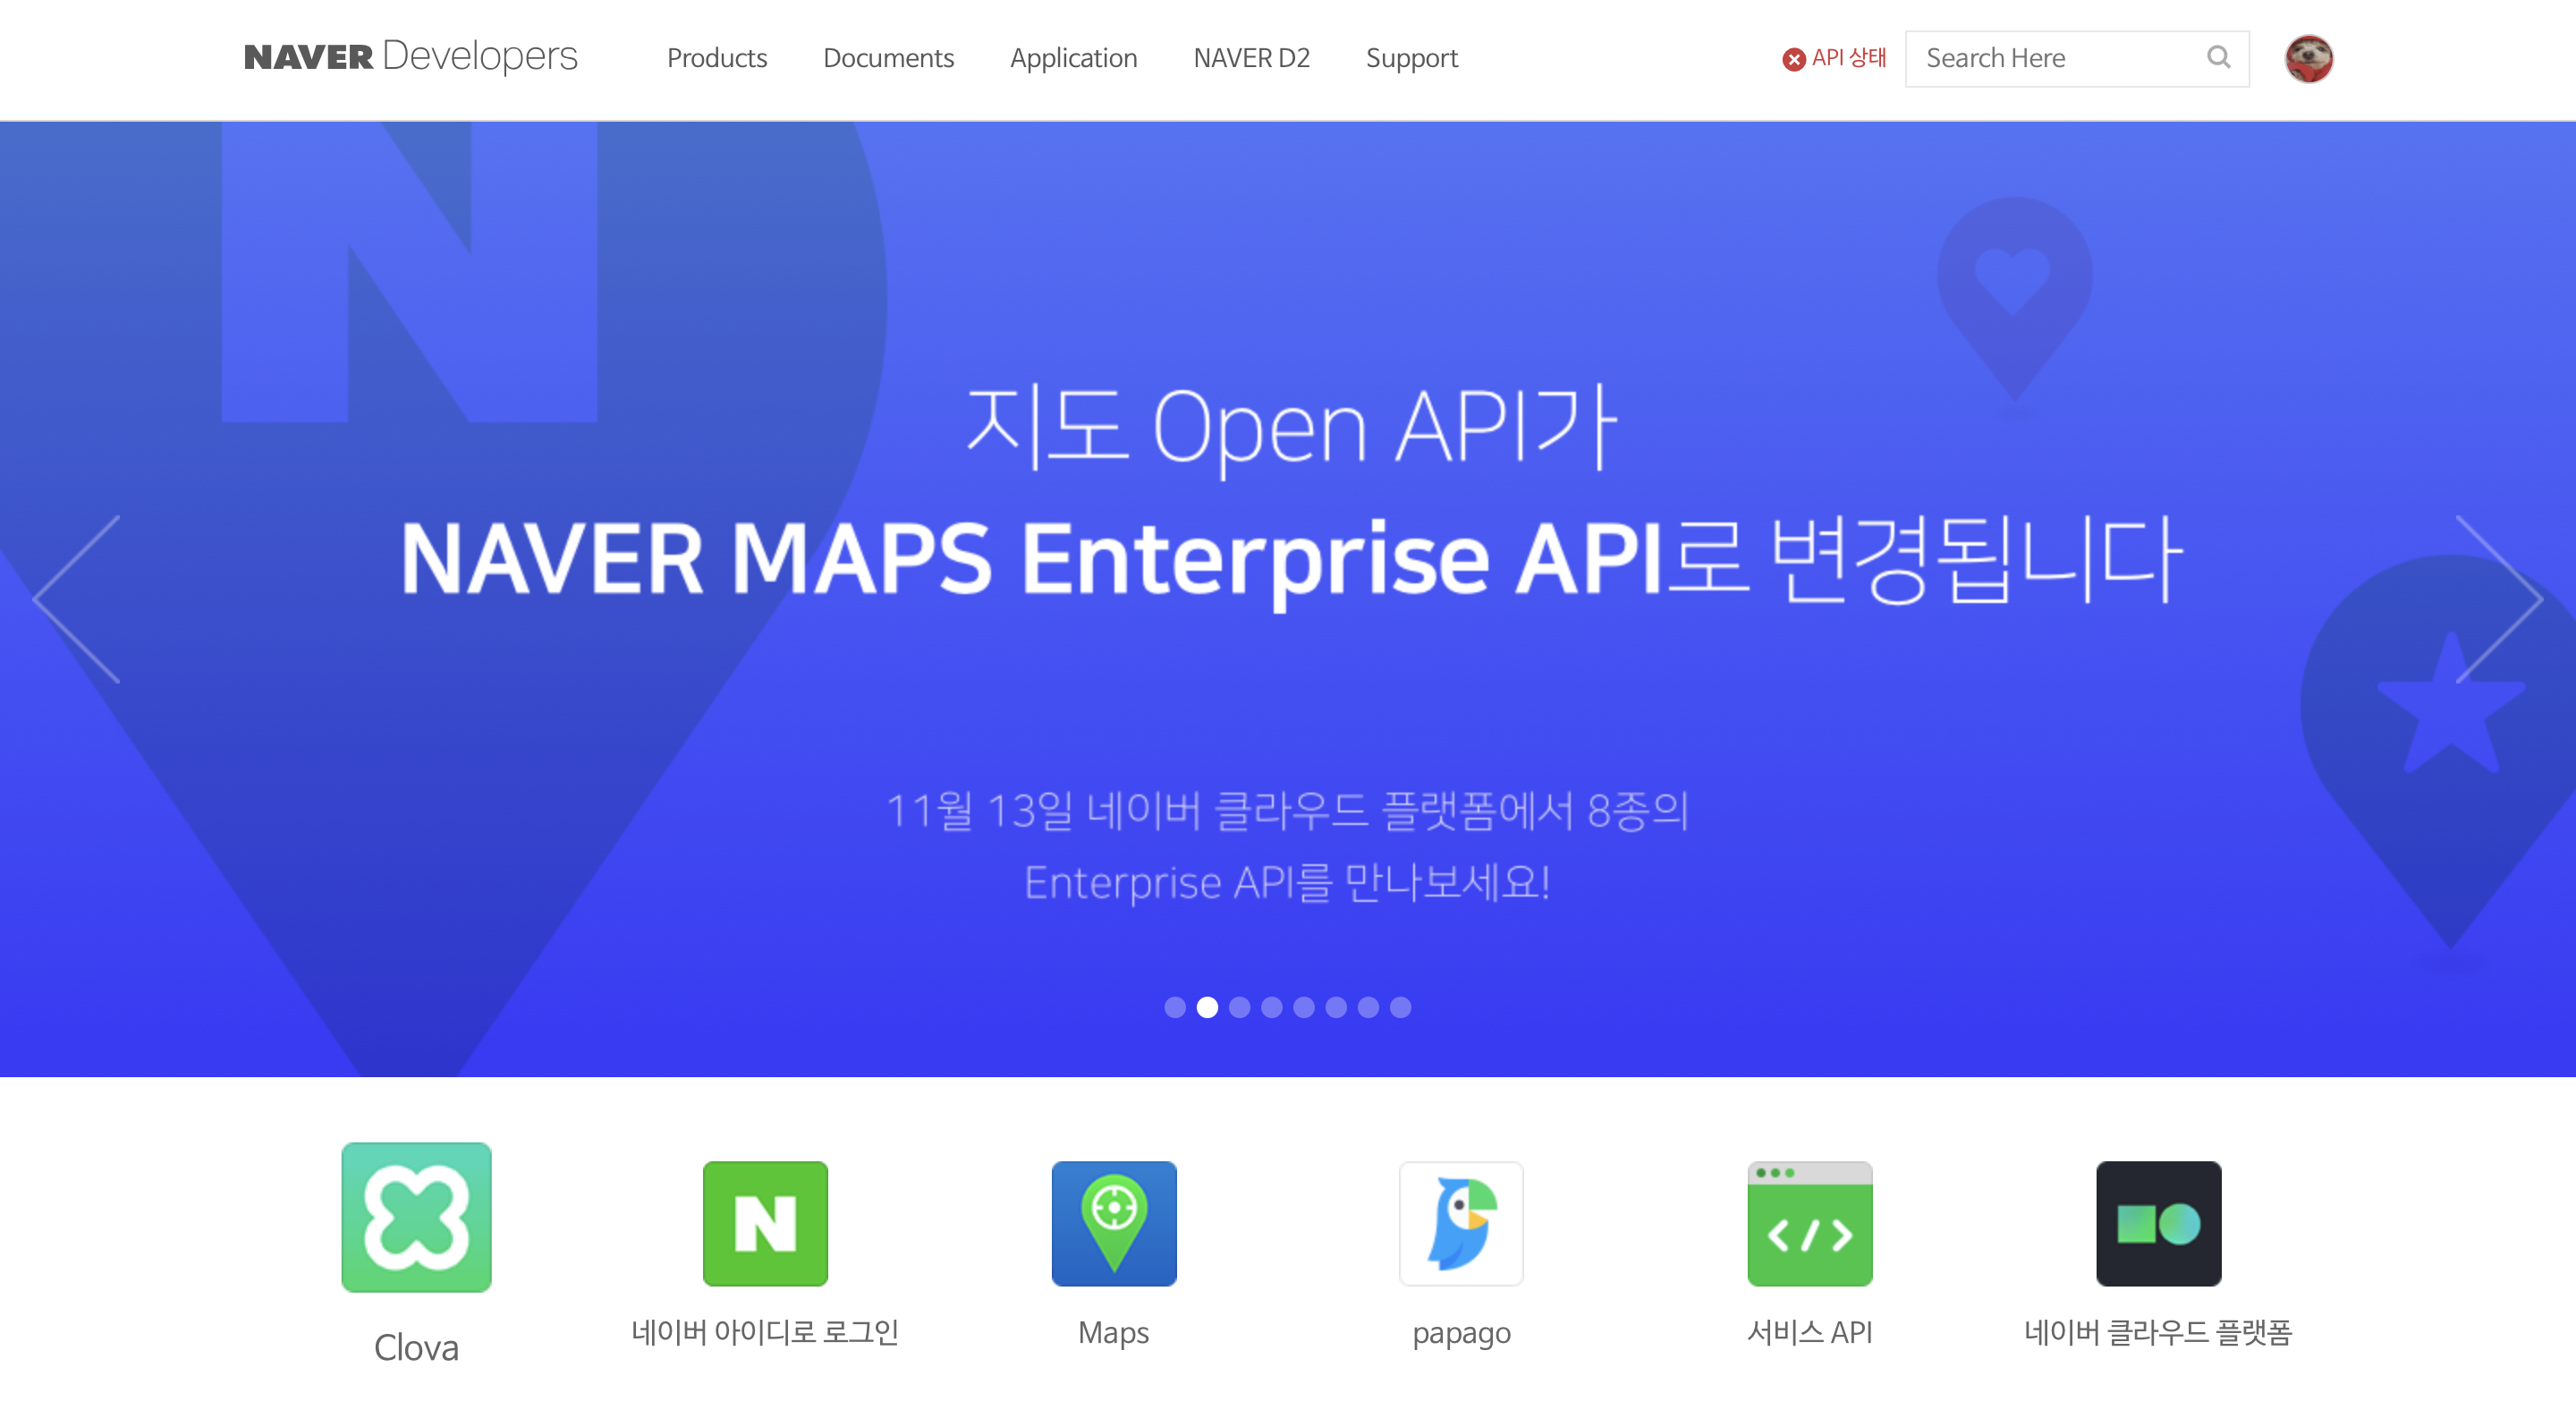 NAVER Developers
Products
Documents
Application
NAVER D2
Support
API 상태
Search Here
지도 Open API가
NAVER MAPS Enterprise API로 변경됩니다
11월 13일 네이버 클라우드 플랫폼에서 8종의
Enterprise API를 만나보세요!
Clova
네이버 아이디로 로그인
Maps
papago
서비스 API
네이버 클라우드 플랫폼